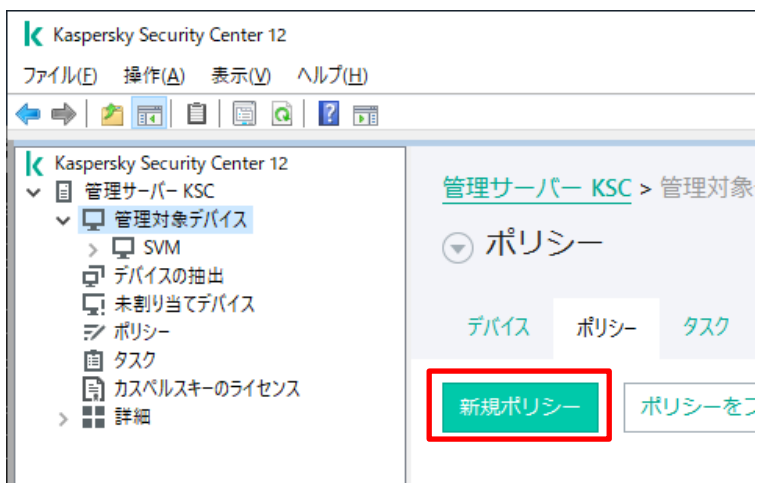 Kaspersky Security Center 12
ファイル(F) 操作(A) 表示(V) ヘルプ(H)
Kaspersky Security Center 12
管理サーバー KSC
管理対象デバイス
SVM
デバイスの抽出
未割り当てデバイス
ポリシー
タスク
カスペルスキーのライセンス
詳細
管理サーバー KSC > 管理対象
ポリシー
デバイス ポリシー タスク
新規ポリシー ポリシーをフ